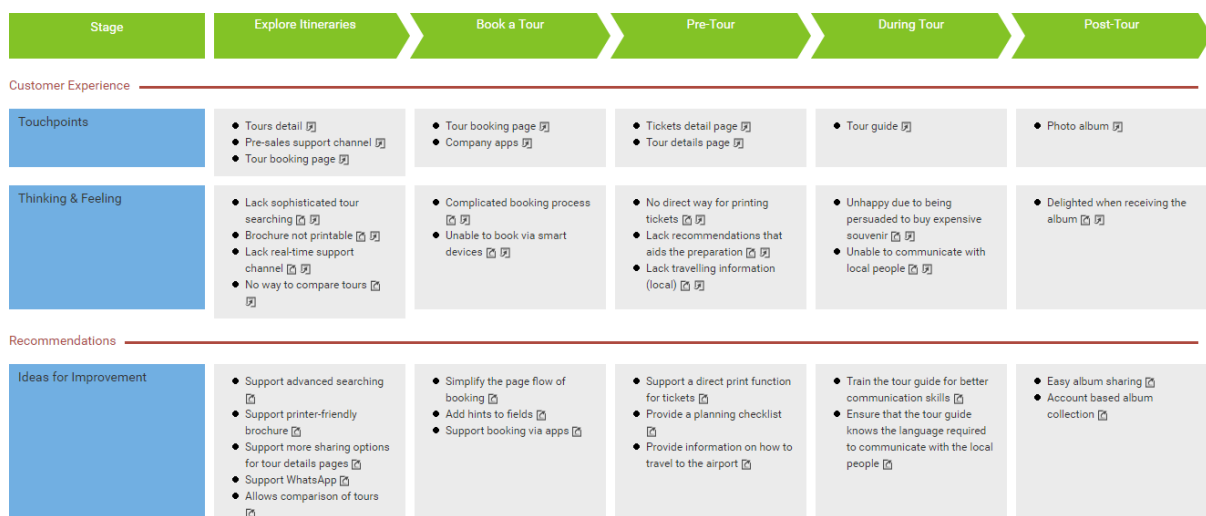 Stage
Explore Itineraries
Book a Tour
Pre-Tour
During Tour
Post-Tour
Customer Experience
Touchpoints
Tours detail
Pre-sales support channel
Tour booking page
Tour booking page
Company apps
Tickets detail page
Tour details page
Tour guide
Photo album
Thinking & Feeling
Lack sophisticated tour
searching
Brochure not printable
Lack real-time support
channel
No way to compare tours
Complicated booking process
Unable to book via smart
devices
No direct way for printing
tickets
Lack recommendations that
aids the preparation
Lack travelling information
(local)
Unhappy due to being
persuaded to buy expensive
souvenir
Unable to communicate with
local people
Delighted when receiving the
album
Recommendations
Ideas for Improvement
Support advanced searching
Support printer-friendly
brochure
Support more sharing options
for tour details pages
Support WhatsApp
Allows comparison of tours
Simplify the page flow of
booking
Add hints to fields
Support booking via apps
Support a direct print function
for tickets
Provide a planning checklist
Provide information on how to
travel to the airport
Train the tour guide for better
communication skills
Ensure that the tour guide
knows the language required
to communicate with the local
people
Easy album sharing
Account based album
collection